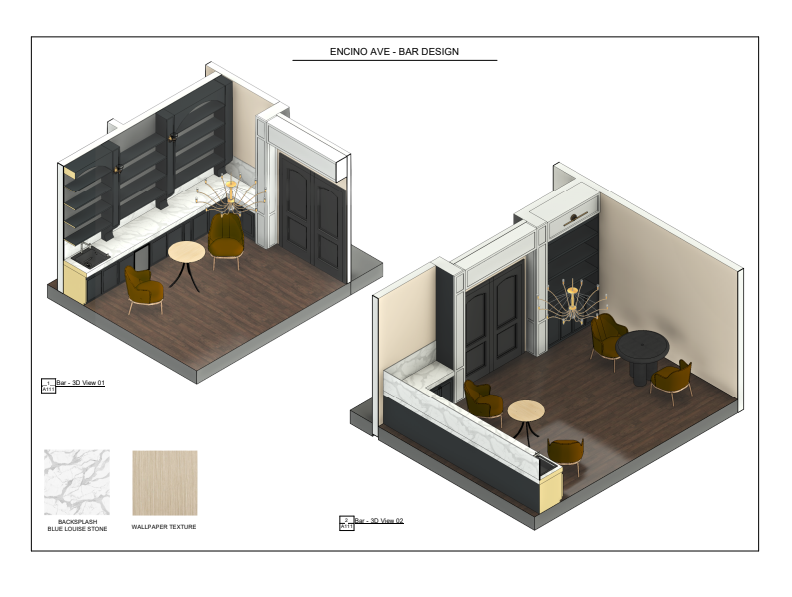 ENCINO AVE - BAR DESIGN
1
A111
Bar - 3D View 01
BACKSPLASH
BLUE LOUISE STONE
WALLPAPER TEXTURE
2
A111
Bar - 3D View 02